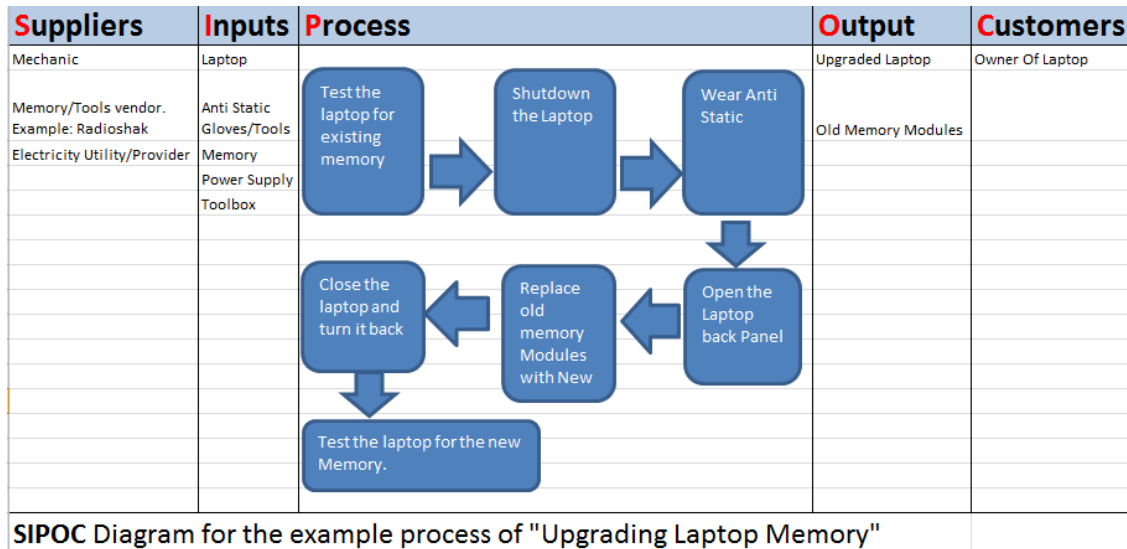 Suppliers
Inputs
Process
Output
Customers
Mechanic
Laptop
Upgraded Laptop
Owner Of Laptop
Memory/Tools vendor.
Example: Radioshak
Anti Static
Gloves/Tools
Old Memory Modules
Electricity Utility/Provider
Memory
Power Supply
Toolbox
Test the
laptop for
existing
memory
Shutdown
the Laptop
Wear Anti
Static
Open the
Laptop
back Panel
Replace
old
memory
Modules
with New
Close the
laptop and
turn it back
Test the laptop for the new
Memory.
SIPOC Diagram for the example process of "Upgrading Laptop Memory"